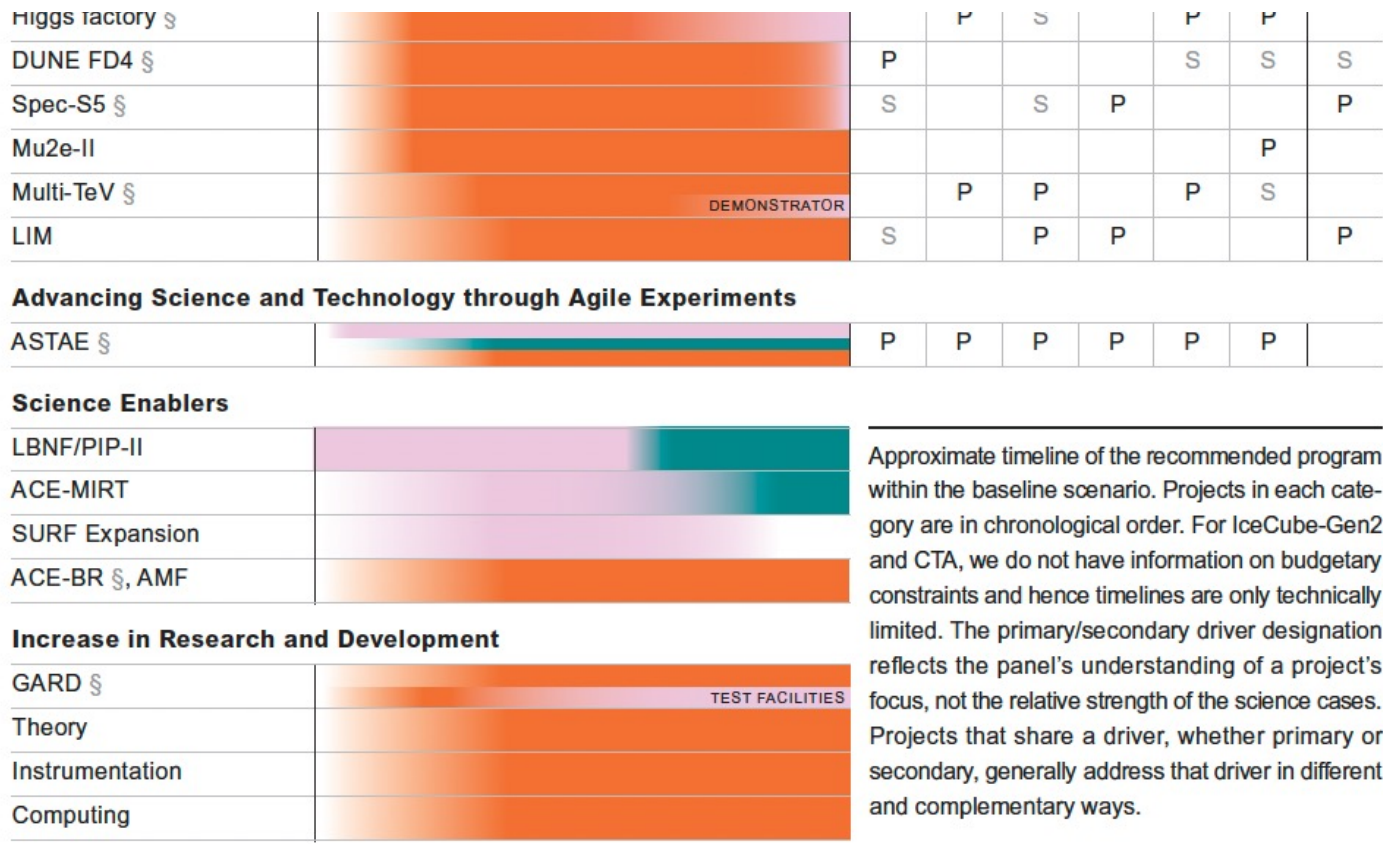 Higgs factory § P S P P
DUNE FD4 § P S S S
Spec-S5 § S S P P
Mu2e-II P
Multi-TeV § DEMONSTRATOR P P P S
LIM S P P P
Advancing Science and Technology through Agile Experiments
ASTAE § P P P P P P
Science Enablers
LBNF/PIP-II
ACE-MIRT
SURF Expansion
ACE-BR §, AMF
Increase in Research and Development
GARD § TEST FACILITIES
Theory
Instrumentation
Computing
Approximate timeline of the recommended program
within the baseline scenario. Projects in each cate-
gory are in chronological order. For IceCube-Gen2
and CTA, we do not have information on budgetary
constraints and hence timelines are only technically
limited. The primary/secondary driver designation
reflects the panel's understanding of a project's
focus, not the relative strength of the science cases.
Projects that share a driver, whether primary or
secondary, generally address that driver in different
and complementary ways.